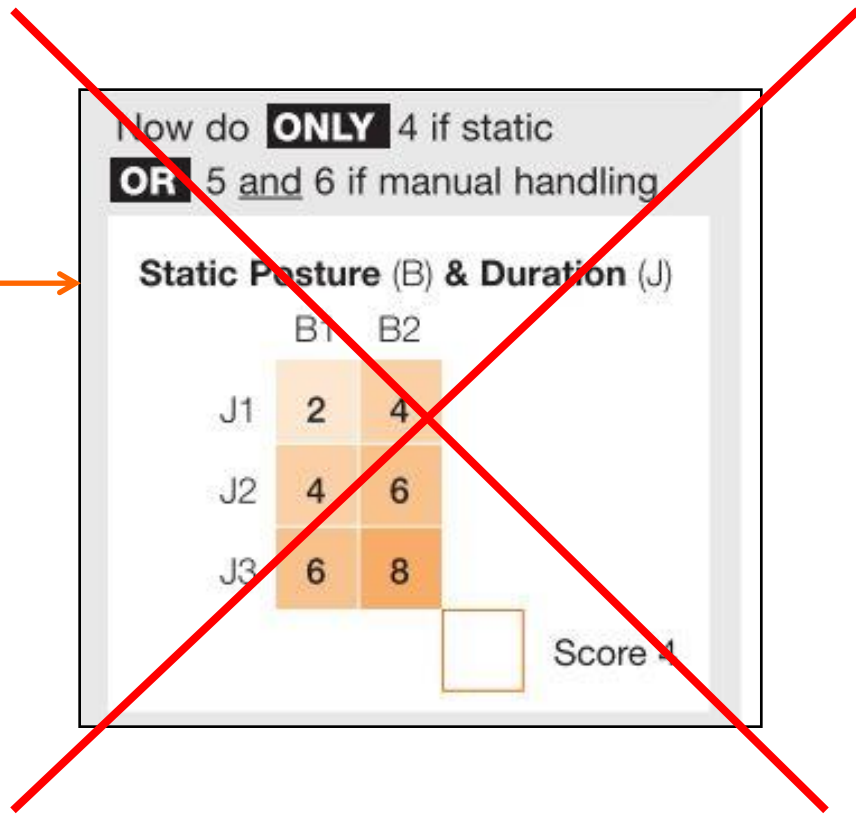 Now do ONLY 4 if static
OR 5 and 6 if manual handling
Static Posture (B) & Duration (J)
B1 B2
J1 2 4
J2 4 6
J3 6 8
Score 4